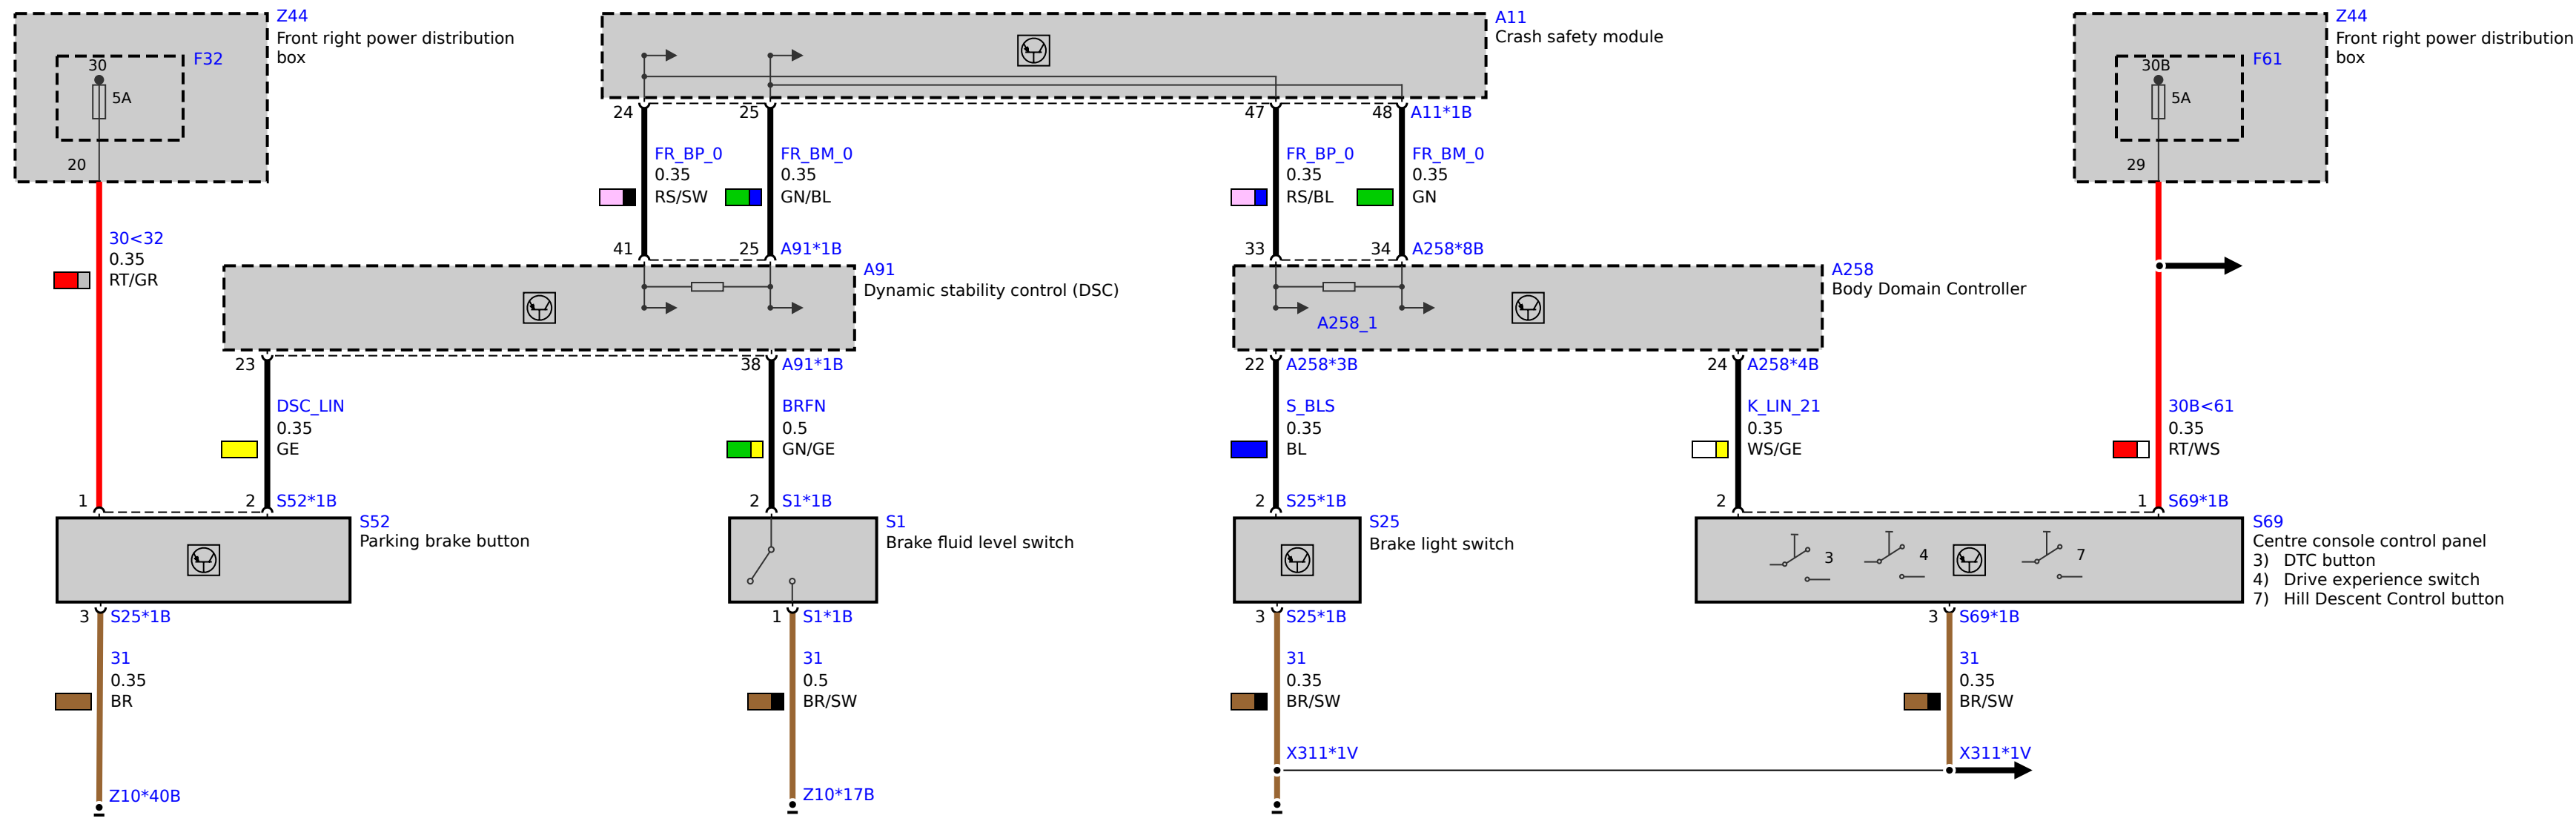 Z44
Front right power distribution
box
F32
30
5A
20
A11
Crash safety module
Z44
Front right power distribution
box
F61
30B
5A
29
24
25
47
48
A11*1B
FR_BP_0
0.35
RS/SW
FR_BM_0
0.35
GN/BL
FR_BP_0
0.35
RS/BL
FR_BM_0
0.35
GN
30<32
0.35
RT/GR
41
25
A91*1B
33
34
A258*8B
A91
Dynamic stability control (DSC)
A258
Body Domain Controller
A258_1
23
38
A91*1B
22
A258*3B
24
A258*4B
DSC_LIN
0.35
GE
BRFN
0.5
GN/GE
S_BLS
0.35
BL
K_LIN_21
0.35
WS/GE
30B<61
0.35
RT/WS
1
2
S52*1B
2
S1*1B
2
S25*1B
2
1
S69*1B
S52
Parking brake button
S1
Brake fluid level switch
S25
Brake light switch
3
4
7
S69
Centre console control panel
3) DTC button
4) Drive experience switch
7) Hill Descent Control button
3
S25*1B
1
S1*1B
3
S25*1B
3
S69*1B
31
0.35
BR
31
0.5
BR/SW
31
0.35
BR/SW
31
0.35
BR/SW
X311*1V
X311*1V
Z10*40B
Z10*17B